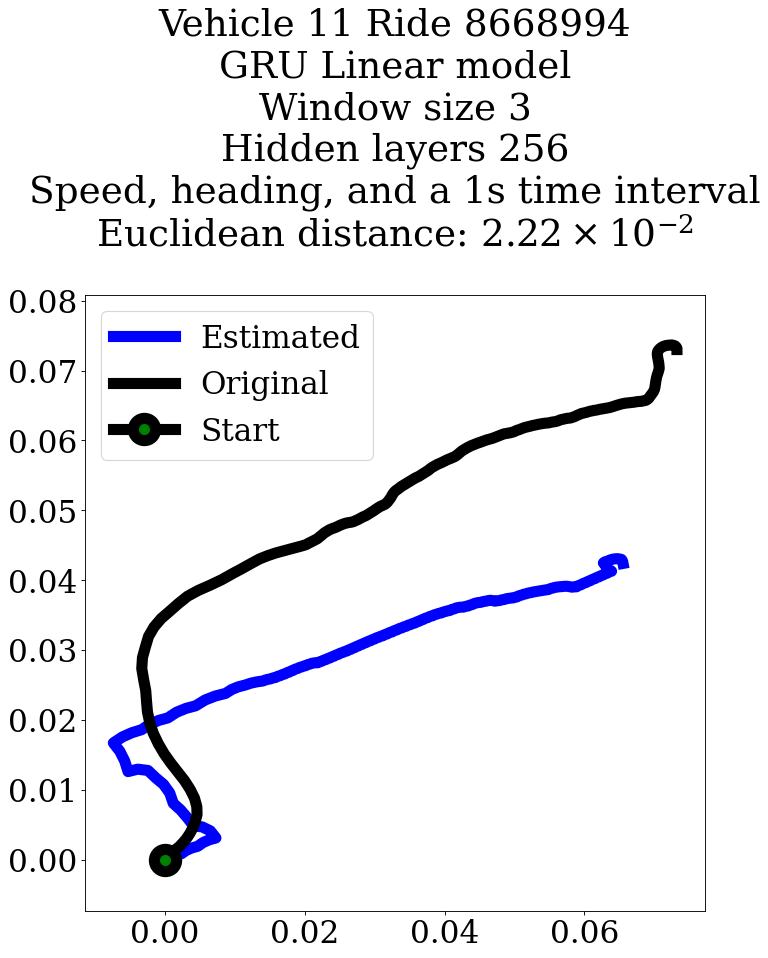 Vehicle 11 Ride 8668994
GRU Linear model
Window size 3
Hidden layers 256
Speed, heading, and a 1s time interval
Euclidean distance: 2.22 × 10⁻²
0.08
0.07
0.06
0.05
0.04
0.03
0.02
0.01
0.00
Estimated
Original
Start
0.00 0.02 0.04 0.06